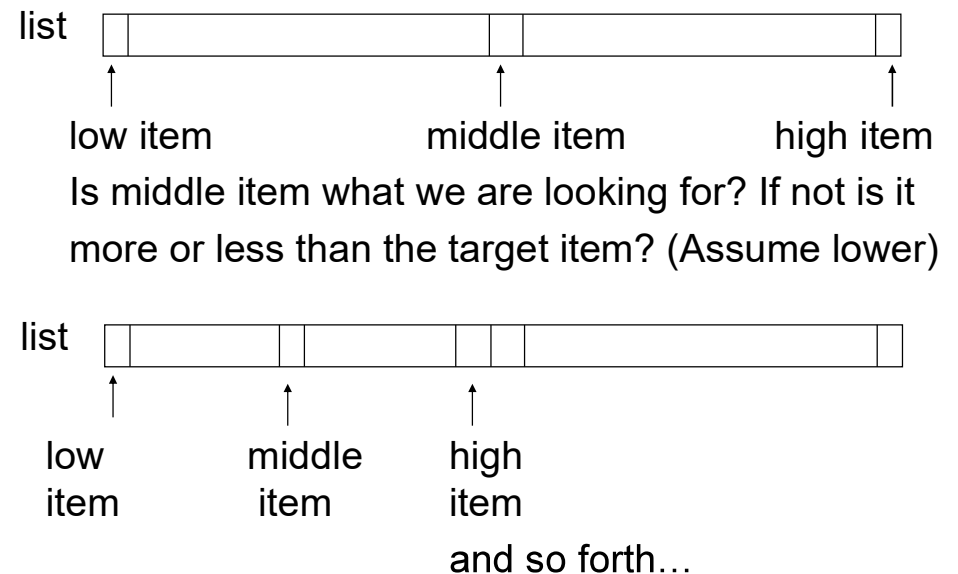 list
low item middle item high item
Is middle item what we are looking for? If not is it
more or less than the target item? (Assume lower)
list
low middle high
item item item
and so forth…